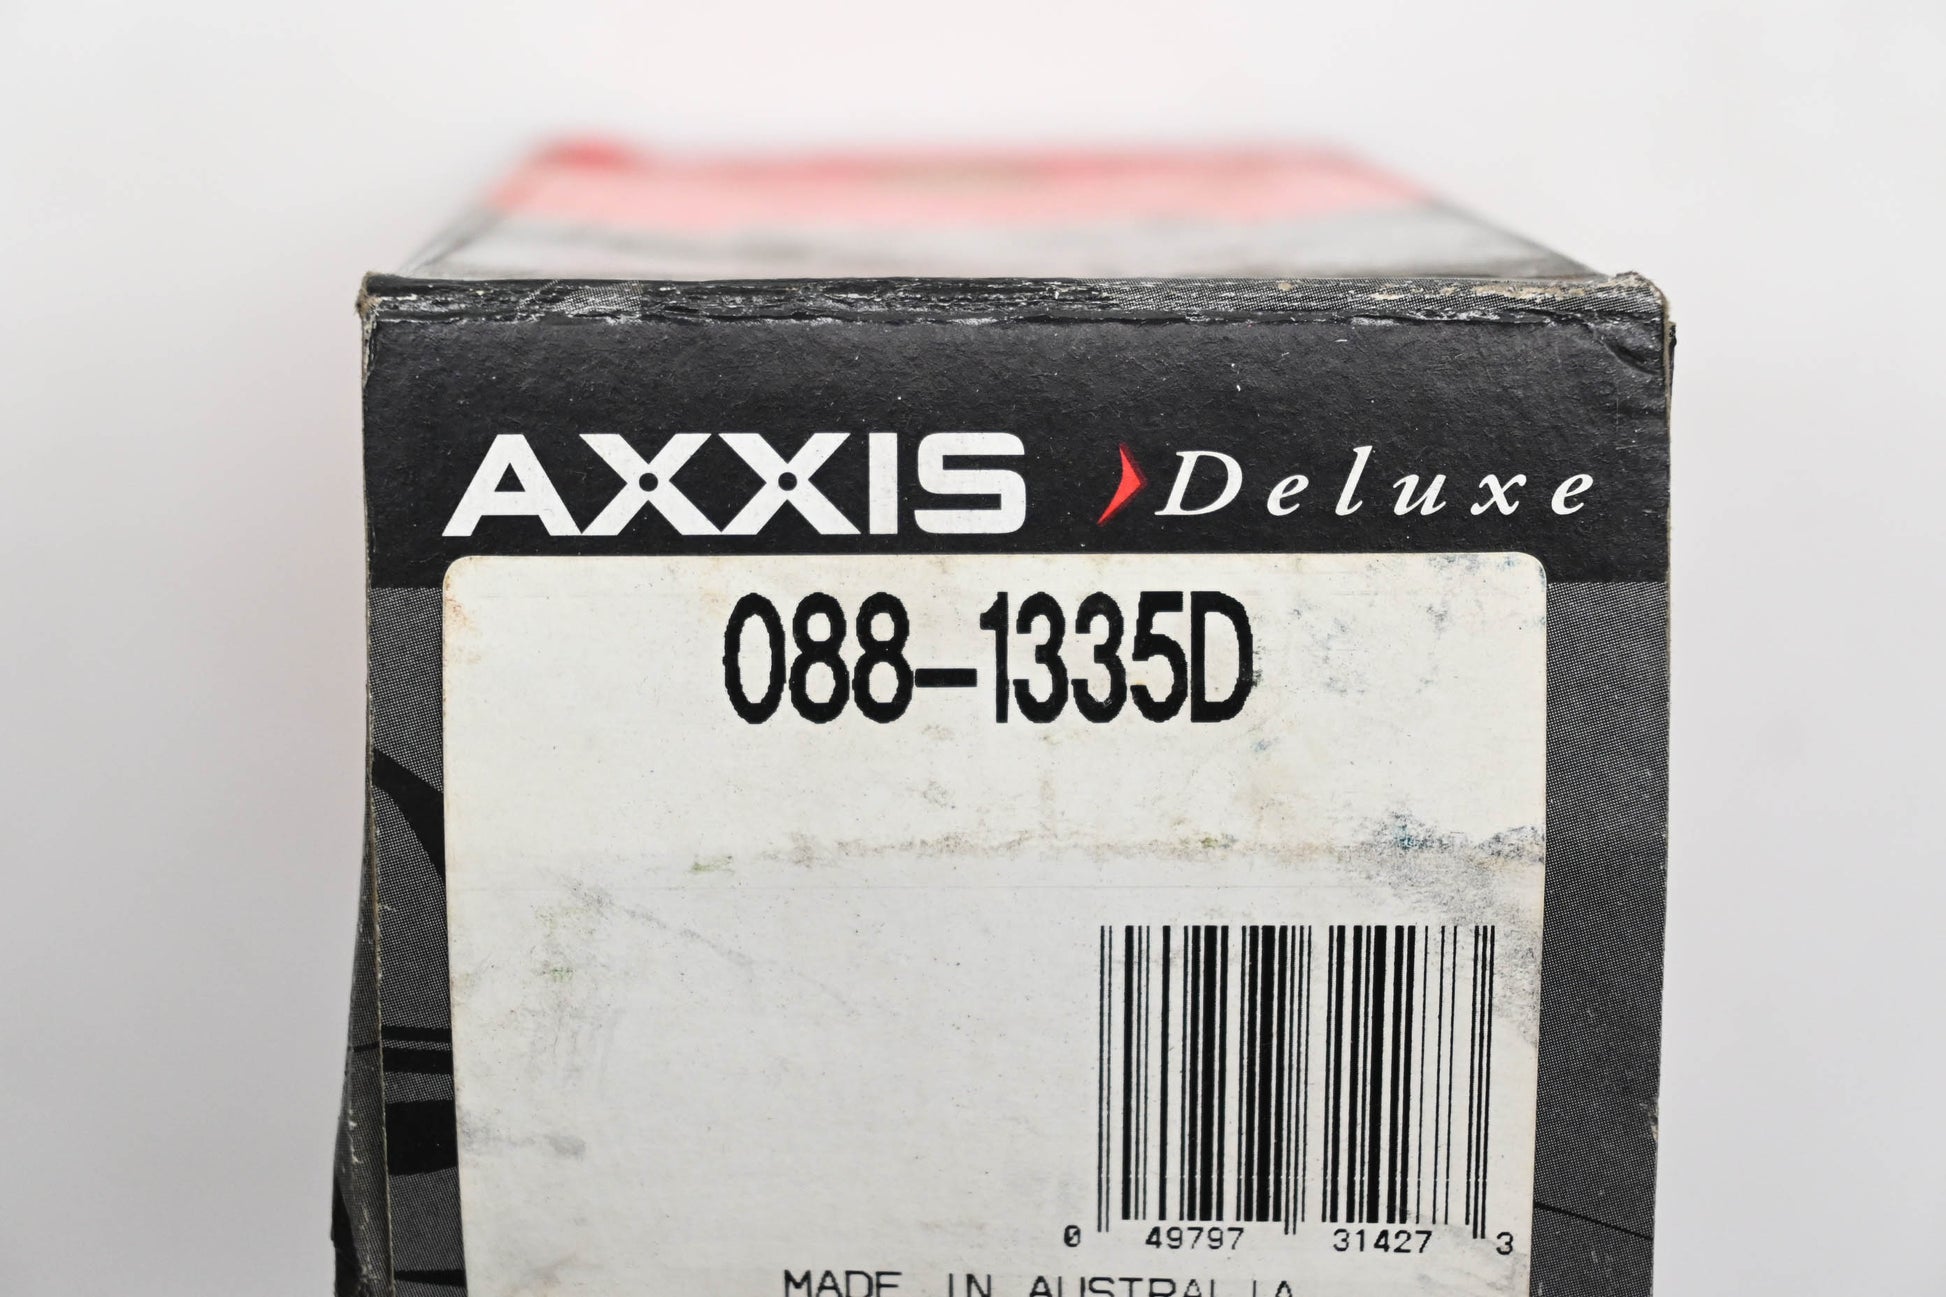 AXXIS Deluxe
088-1335D
0 49797 31427 3
MADE IN AUSTRALIA